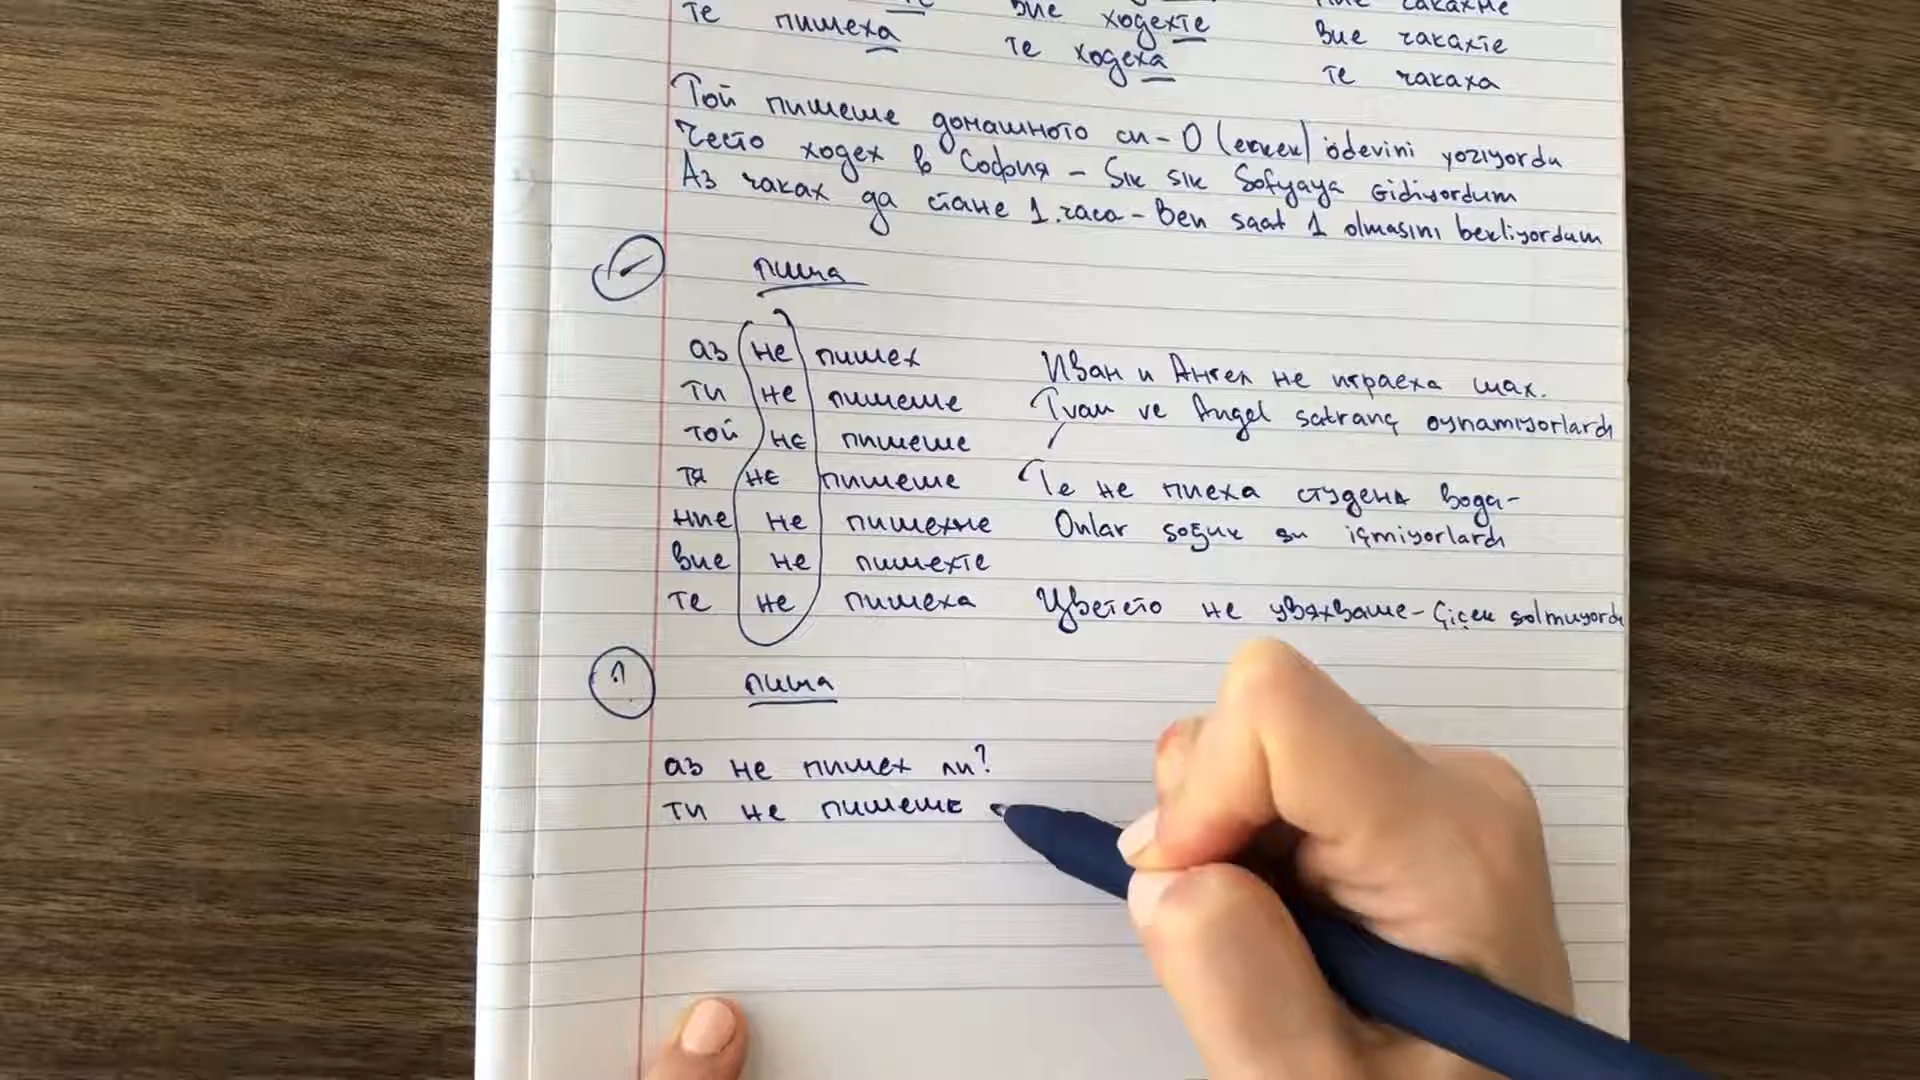 те пишеха вие ходехте ние чакахме
те ходеха вие чакахте
те чакаха
Той пишеше домашното си - O (erkek) ödevini yazıyordu
Често ходех в София - Sık sık Sofyaya Gidiyordum
Аз чаках да стане 1. часа - Ben saat 1 olmasını bekliyordum
-
пиша
аз не пишех
ти не пишеше
той не пишеше
тя не пишеше
ние не пишехме
вие не пишехте
те не пишеха
Иван и Ангел не играеха шах.
Ivan ve Angel satranç oynamıyorlardı
Те не пиеха студена вода -
Onlar soğuk su içmiyorlardı
Цветето не увяхваше - Çiçek solmuyordu
?
пиша
аз не пишех ли?
ти не пишеше